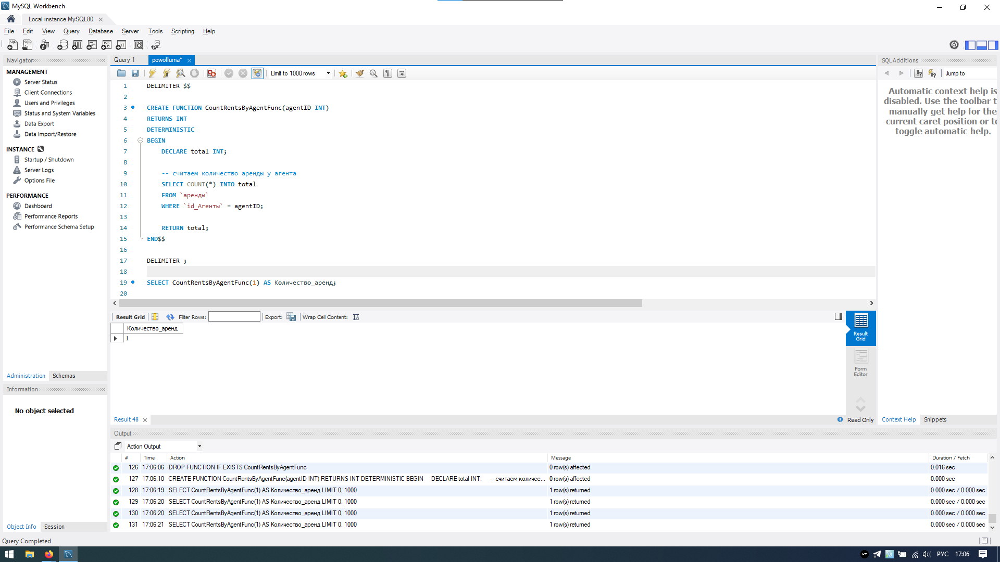 MySQL Workbench
Local instance MySQL80
File Edit View Query Database Server Tools Scripting Help
Navigator
MANAGEMENT
Server Status
Client Connections
Users and Privileges
Status and System Variables
Data Export
Data Import/Restore
INSTANCE
Startup / Shutdown
Server Logs
Options File
PERFORMANCE
Dashboard
Performance Reports
Performance Schema Setup
Administration Schemas
Information
No object selected
Object Info Session
Query 1 powolluma*
Limit to 1000 rows
1 DELIMITER $$
2
3 CREATE FUNCTION CountRentsByAgentFunc(agentID INT)
4 RETURNS INT
5 DETERMINISTIC
6 BEGIN
7 DECLARE total INT;
8
9 -- считаем количество аренды у агента
10 SELECT COUNT(*) INTO total
11 FROM `аренды`
12 WHERE `id_Агенты` = agentID;
13
14 RETURN total;
15 END$$
16
17 DELIMITER ;
18
19 SELECT CountRentsByAgentFunc(1) AS Количество_аренд;
20
Result Grid Filter Rows: Export: Wrap Cell Content:
Количество_аренд
1
Result Grid
Form Editor
Result 48
Read Only
SQLAdditions
Jump to
Automatic context help is
disabled. Use the toolbar t
manually get help for the
current caret position or to
toggle automatic help.
Context Help Snippets
Output
Action Output
# Time Action Message Duration / Fetch
126 17:06:06 DROP FUNCTION IF EXISTS CountRentsByAgentFunc 0 row(s) affected 0.016 sec
127 17:06:10 CREATE FUNCTION CountRentsByAgentFunc(agentID INT) RETURNS INT DETERMINISTIC BEGIN DECLARE total INT; -- считаем количес... 0 row(s) affected 0.000 sec
128 17:06:19 SELECT CountRentsByAgentFunc(1) AS Количество_аренд LIMIT 0, 1000 1 row(s) returned 0.000 sec / 0.000 sec
129 17:06:20 SELECT CountRentsByAgentFunc(1) AS Количество_аренд LIMIT 0, 1000 1 row(s) returned 0.000 sec / 0.000 sec
130 17:06:20 SELECT CountRentsByAgentFunc(1) AS Количество_аренд LIMIT 0, 1000 1 row(s) returned 0.000 sec / 0.000 sec
131 17:06:21 SELECT CountRentsByAgentFunc(1) AS Количество_аренд LIMIT 0, 1000 1 row(s) returned 0.000 sec / 0.000 sec
Query Completed
РУС 17:06